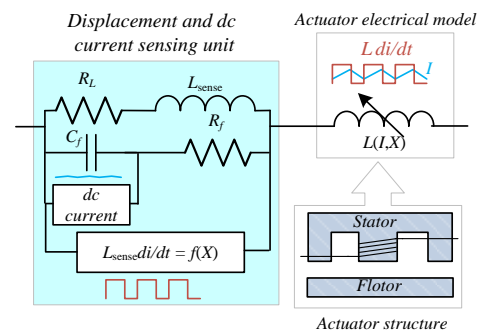 Displacement and dc
current sensing unit
R_L
L_sense
C_f
R_f
dc
current
L_sense di/dt = f(X)
Actuator electrical model
L di/dt
I
L(I,X)
Stator
Flotor
Actuator structure